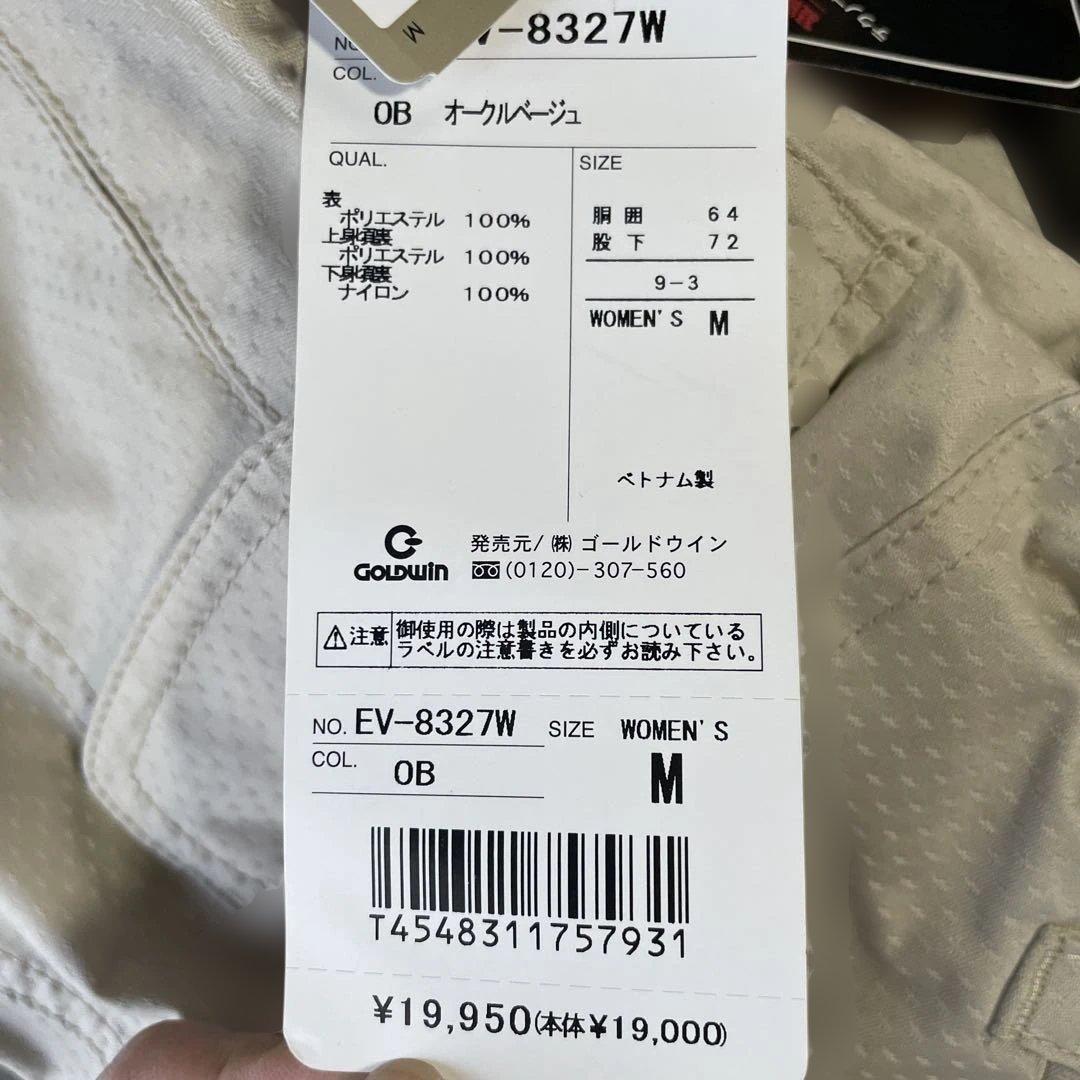 M
NO. V-8327W
COL.
OB オークルベージュ
QUAL.
表
ポリエステル 100%
上身頃裏
ポリエステル 100%
下身頃裏
ナイロン 100%
SIZE
胴囲 64
股下 72
9-3
WOMEN'S M
ベトナム製
GOLDWIN
発売元/㈱ゴールドウイン
(0120)-307-560
注意
御使用の際は製品の内側についている
ラベルの注意書きを必ずお読み下さい。
NO. EV-8327W SIZE WOMEN'S
COL. OB M
T4548311757931
¥19,950(本体¥19,000)